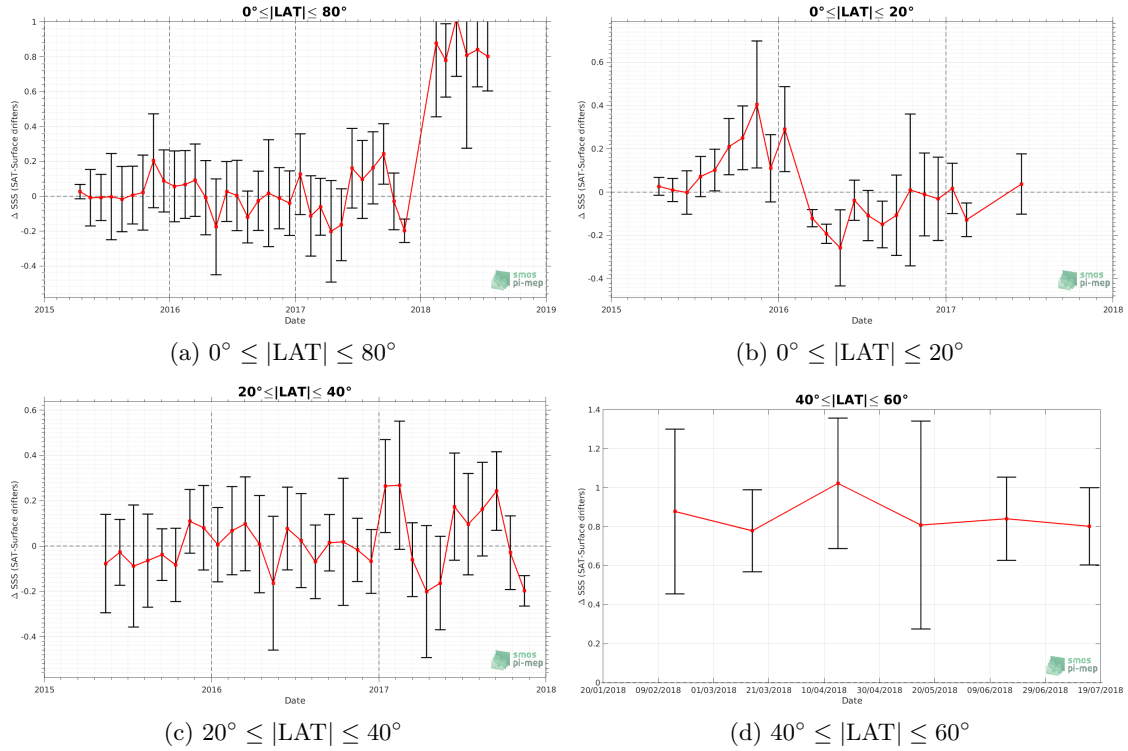 0°≤|LAT|≤ 80°
Δ SSS (SAT-Surface drifters)
1
0.8
0.6
0.4
0.2
0
-0.2
-0.4
2015 2016 2017 2018 2019
Date
smos
pi-mep
(a) 0° ≤ |LAT| ≤ 80°
0°≤|LAT|≤ 20°
Δ SSS (SAT-Surface drifters)
0.6
0.4
0.2
0
-0.2
-0.4
2015 2016 2017 2018
Date
smos
pi-mep
(b) 0° ≤ |LAT| ≤ 20°
20°≤|LAT|≤ 40°
Δ SSS (SAT-Surface drifters)
0.6
0.4
0.2
0
-0.2
-0.4
2015 2016 2017 2018
Date
smos
pi-mep
(c) 20° ≤ |LAT| ≤ 40°
40°≤|LAT|≤ 60°
Δ SSS (SAT-Surface drifters)
1.4
1.2
1
0.8
0.6
0.4
0.2
0
20/01/2018 09/02/2018 01/03/2018 21/03/2018 10/04/2018 30/04/2018 20/05/2018 09/06/2018 29/06/2018 19/07/2018
Date
smos
pi-mep
(d) 40° ≤ |LAT| ≤ 60°